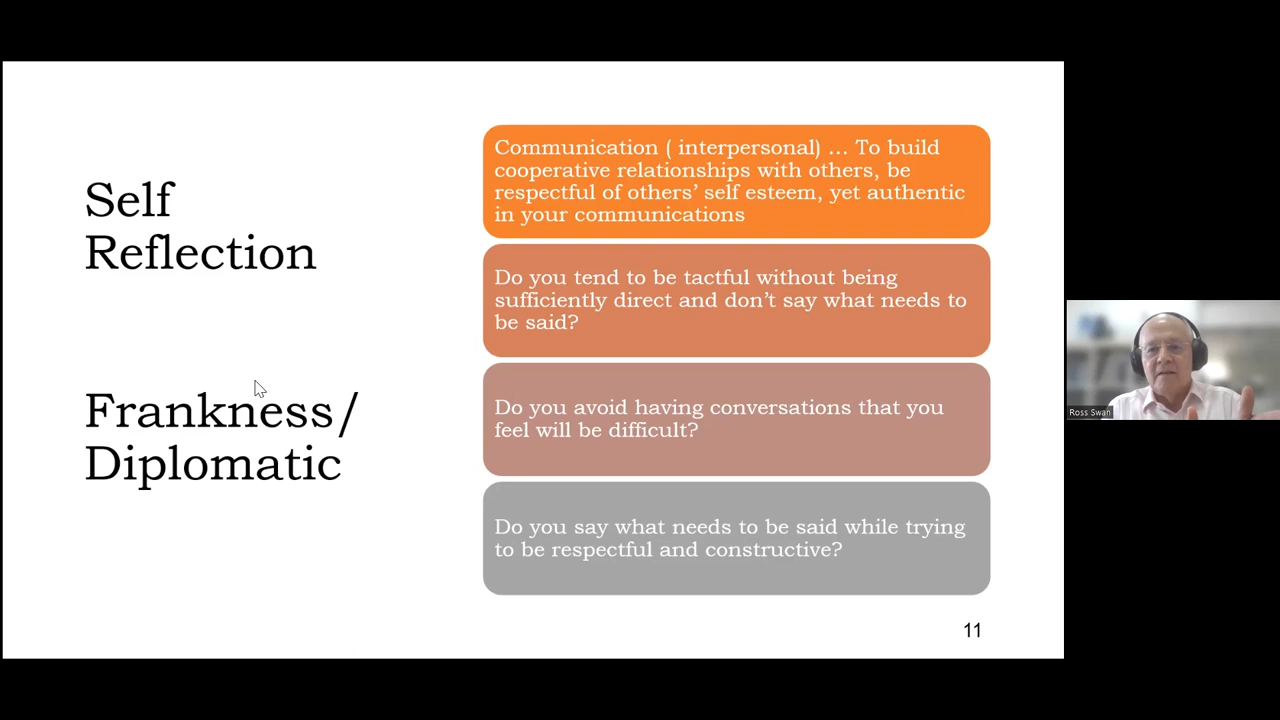 Self
Reflection
Frankness/
Diplomatic
Communication ( interpersonal) … To build
cooperative relationships with others, be
respectful of others’ self esteem, yet authentic
in your communications
Do you tend to be tactful without being
sufficiently direct and don’t say what needs to
be said?
Do you avoid having conversations that you
feel will be difficult?
Do you say what needs to be said while trying
to be respectful and constructive?
11
Ross Swan